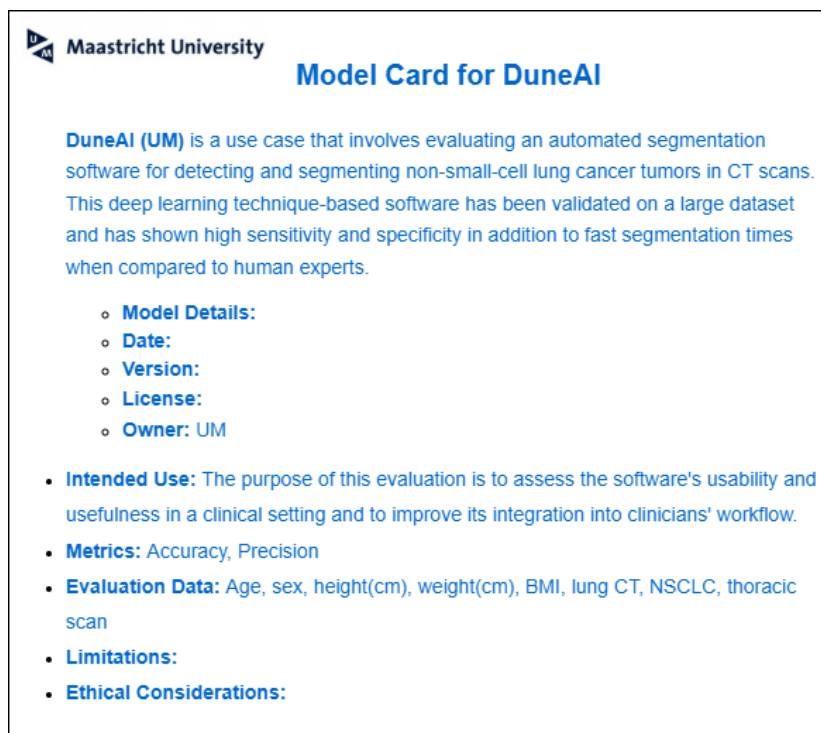 UM
Maastricht University
Model Card for DuneAI
DuneAI (UM) is a use case that involves evaluating an automated segmentation
software for detecting and segmenting non-small-cell lung cancer tumors in CT scans.
This deep learning technique-based software has been validated on a large dataset
and has shown high sensitivity and specificity in addition to fast segmentation times
when compared to human experts.
Model Details:
Date:
Version:
License:
Owner: UM
Intended Use: The purpose of this evaluation is to assess the software's usability and
usefulness in a clinical setting and to improve its integration into clinicians' workflow.
Metrics: Accuracy, Precision
Evaluation Data: Age, sex, height(cm), weight(cm), BMI, lung CT, NSCLC, thoracic
scan
Limitations:
Ethical Considerations: